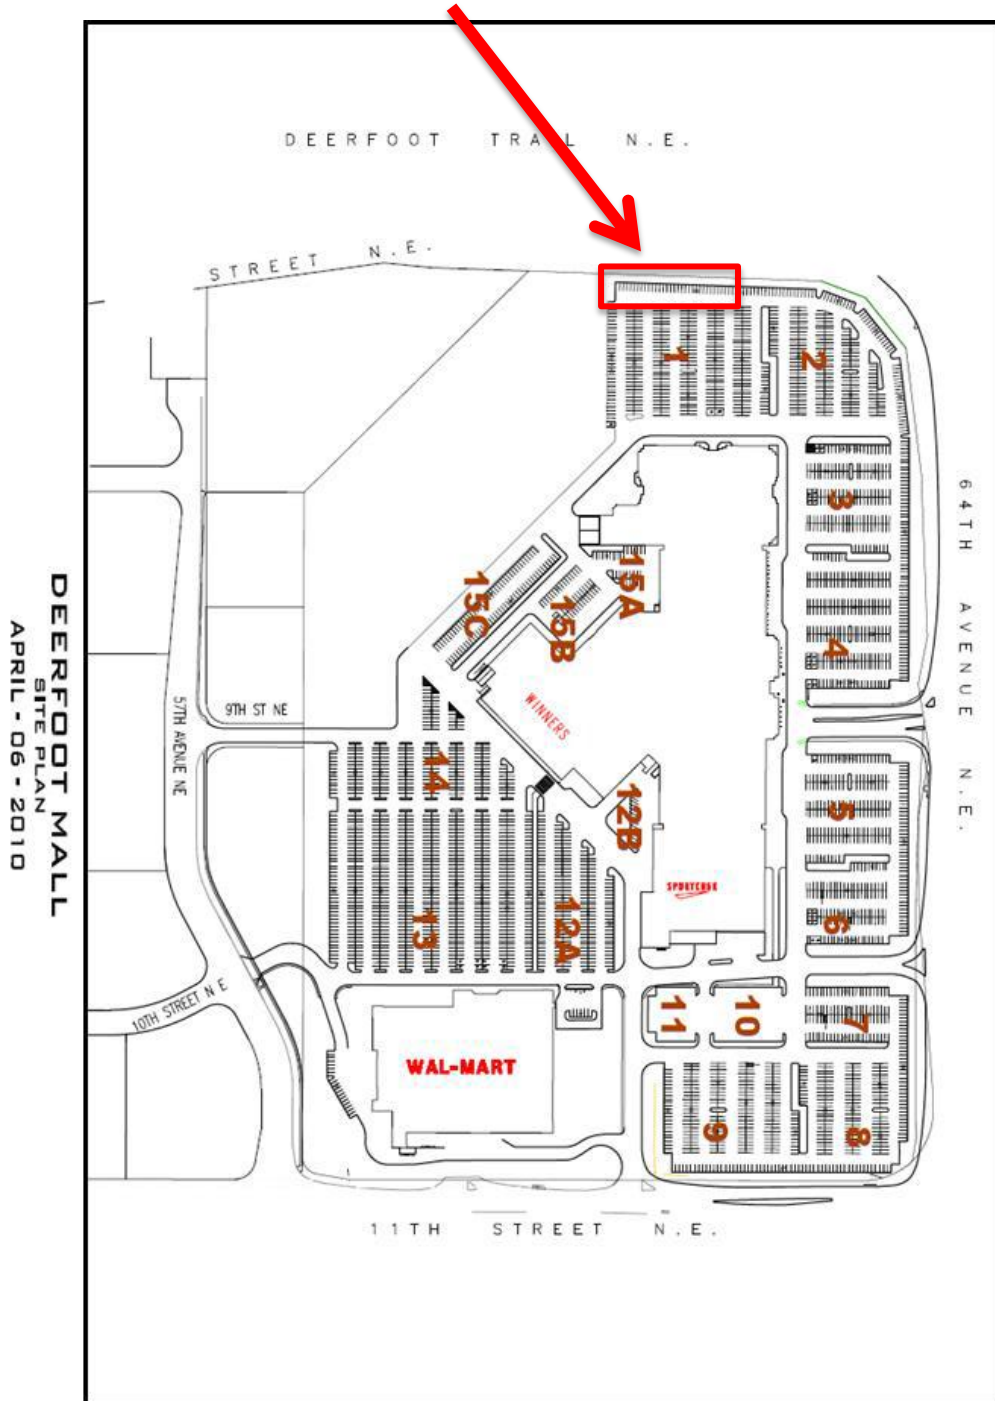 DEERFOOT TRAIL N.E.
STREET N.E.
1
2
3
64TH AVENUE N.E.
15A
15B
15C
4
WINNERS
9TH ST NE
57TH AVENUE NE
14
12B
5
DEERFOOT MALL
SITE PLAN
APRIL - 06 - 2010
13
12A
SPORTCHEK
6
10TH STREET N E
11
10
7
WAL-MART
9
8
11TH STREET N.E.